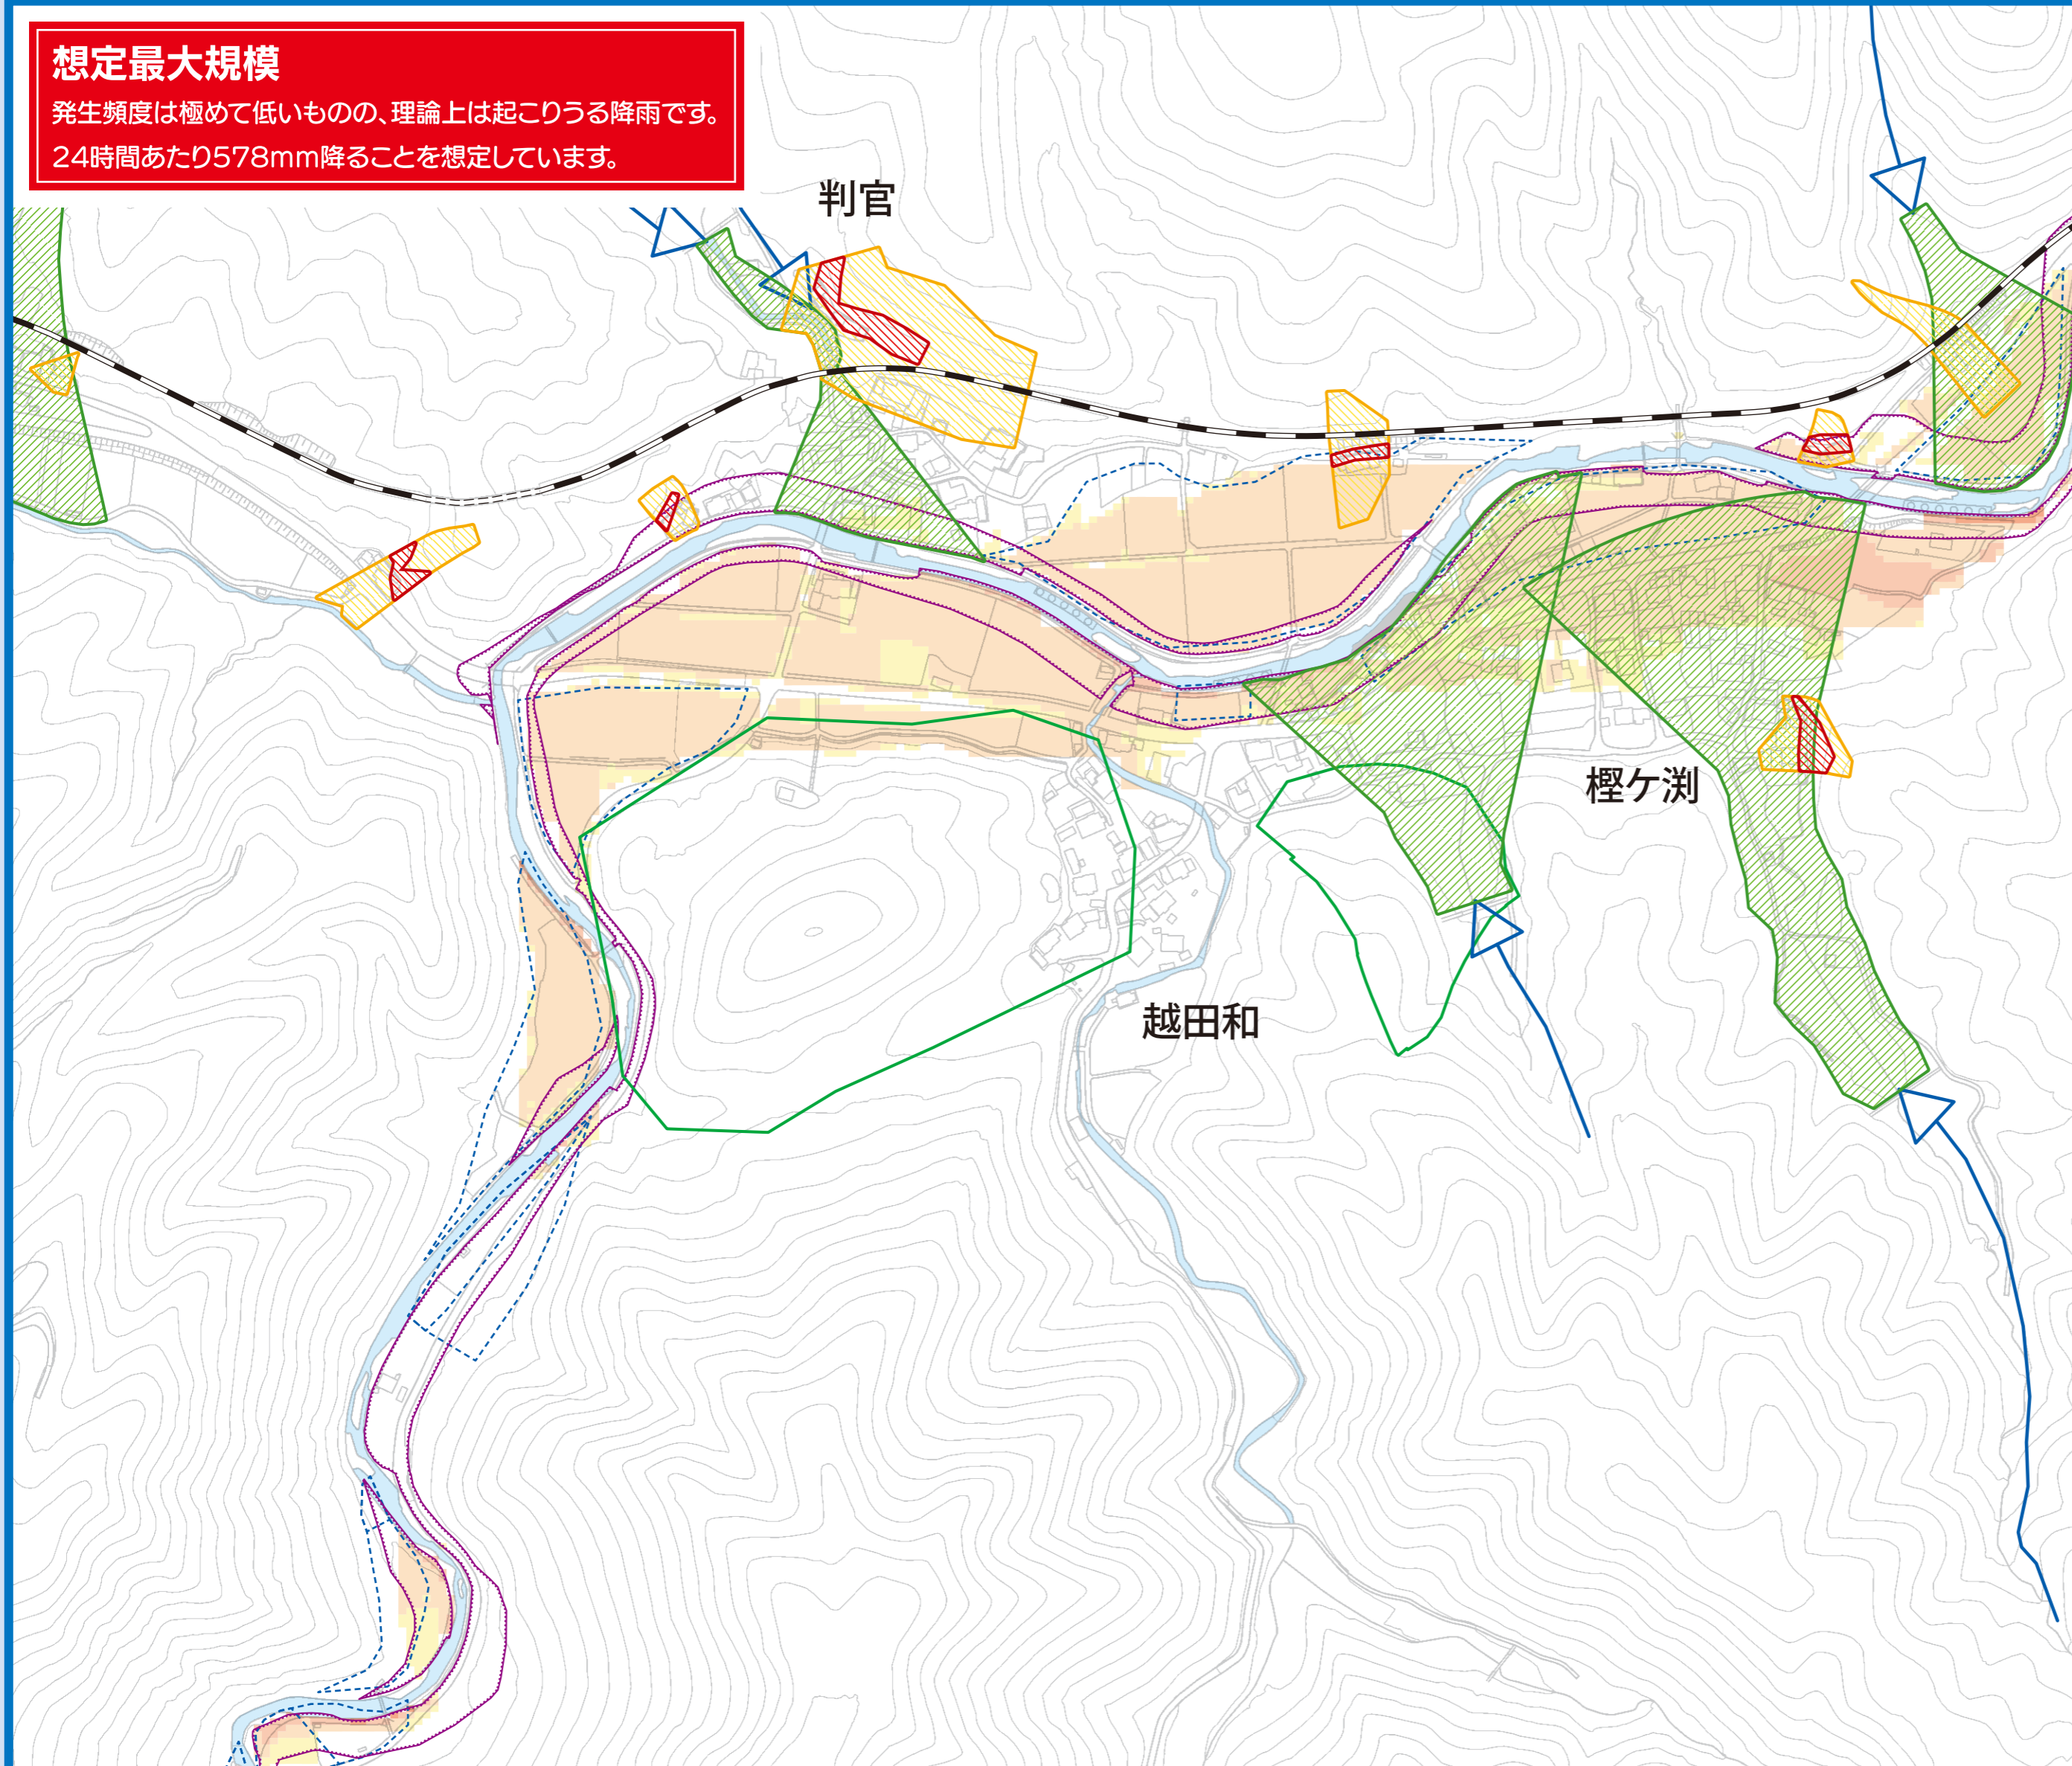 想定最大規模
発生頻度は極めて低いものの、理論上は起こりうる降雨です。
24時間あたり578mm降ることを想定しています。
判官
樫ケ渕
越田和